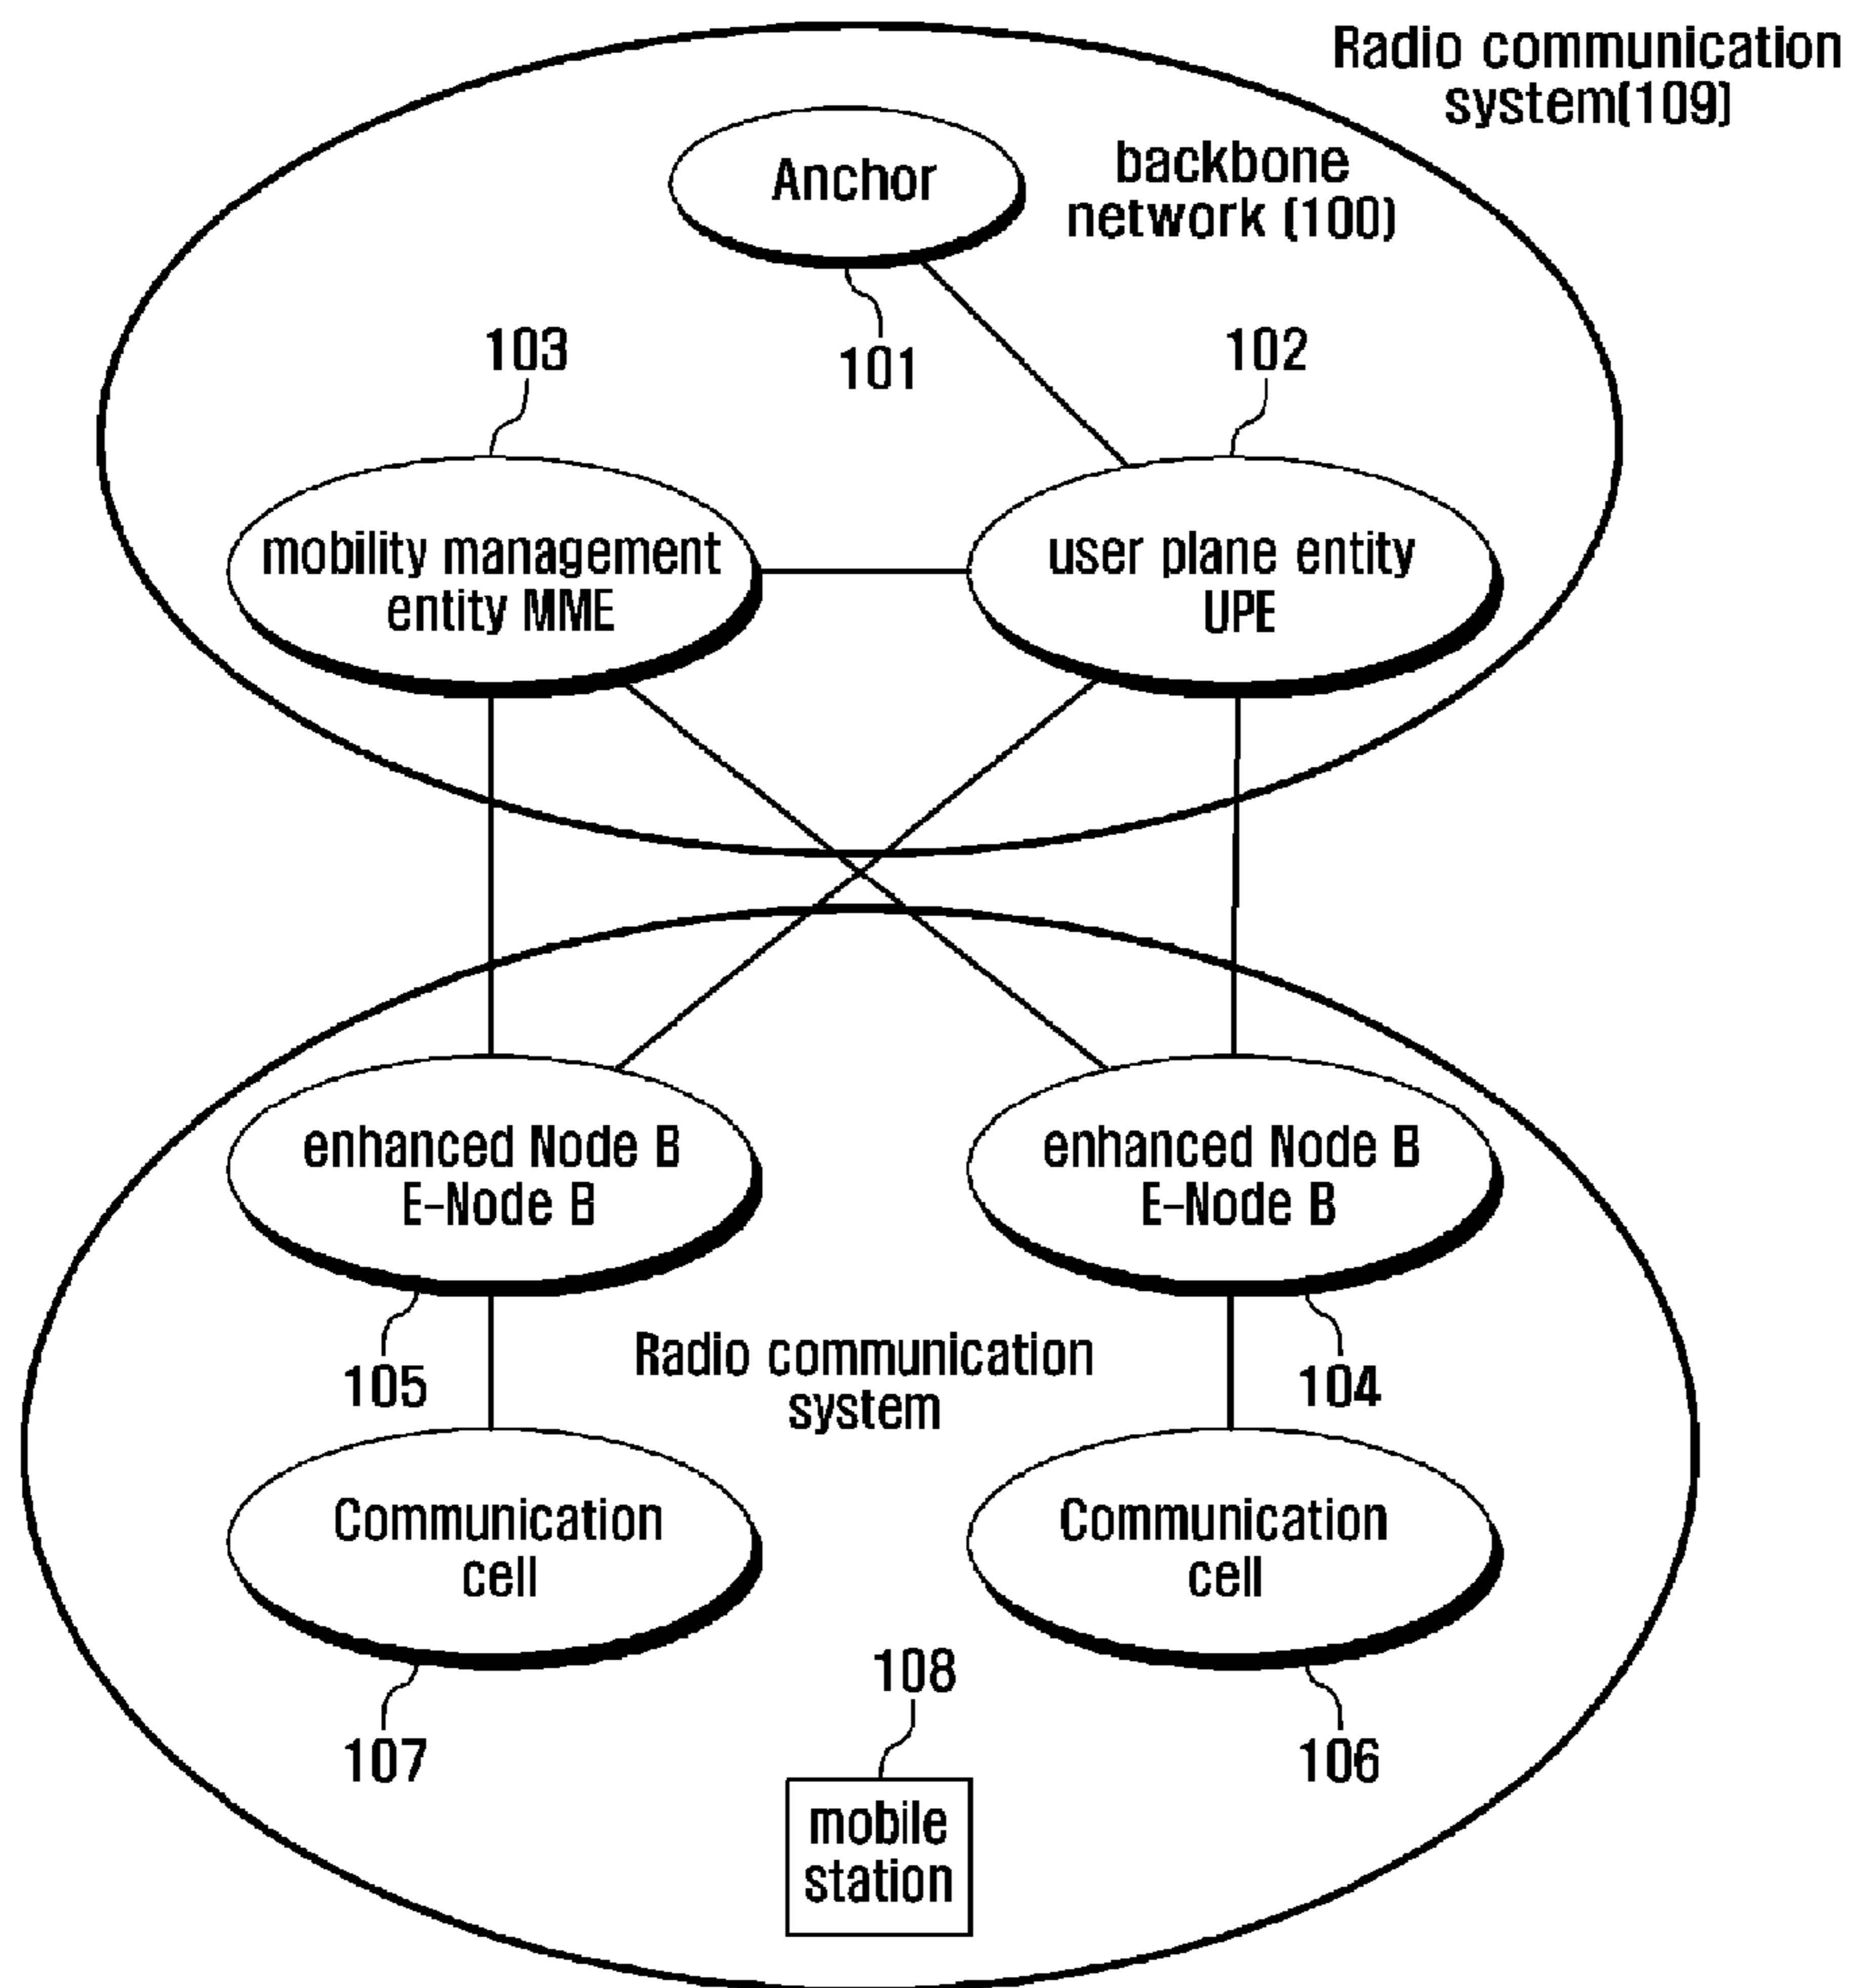 Radio communication
system(109)
Anchor
backbone
network (100)
101
103
102
mobility management
entity MME
user plane entity
UPE
enhanced Node B
E-Node B
enhanced Node B
E-Node B
105
Radio communication
system
104
Communication
cell
Communication
cell
107
108
106
mobile
station